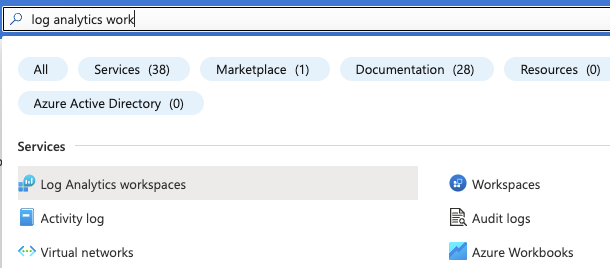 log analytics work
All Services (38) Marketplace (1) Documentation (28) Resources (0)
Azure Active Directory (0)
Services
Log Analytics workspaces Workspaces
Activity log Audit logs
Virtual networks Azure Workbooks